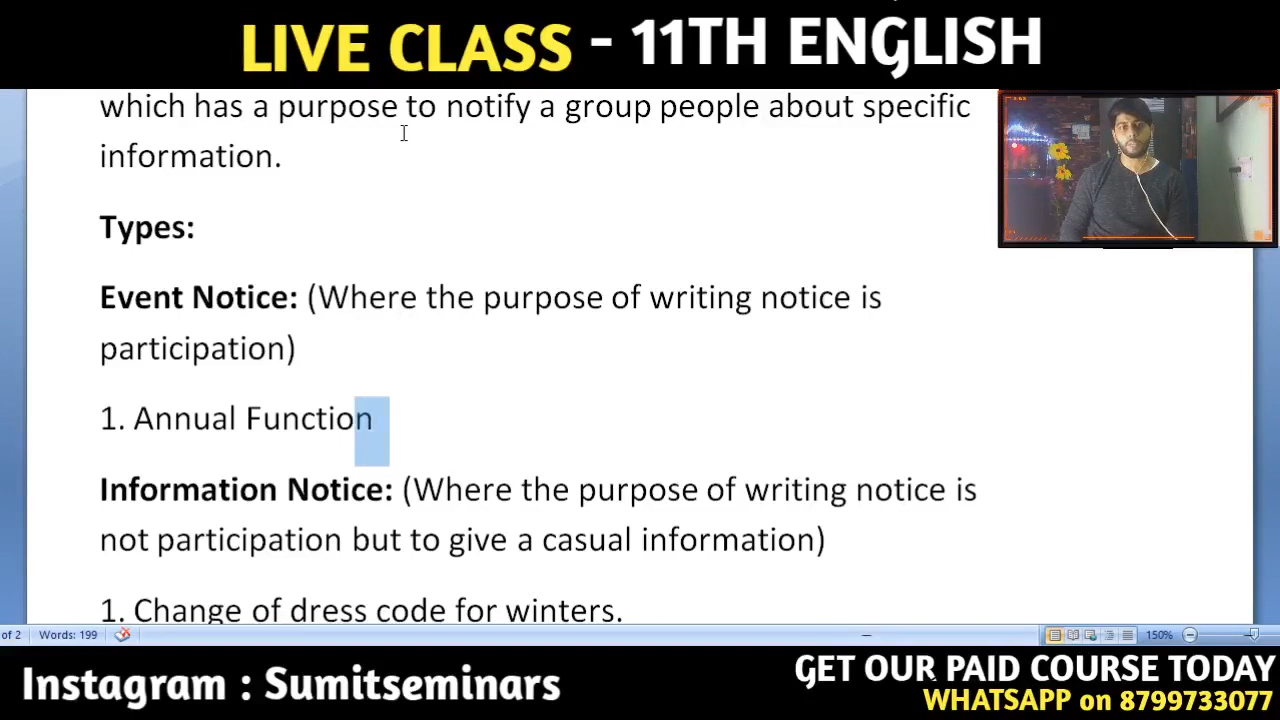 LIVE CLASS - 11TH ENGLISH
which has a purpose to notify a group people about specific
information.
Types:
Event Notice: (Where the purpose of writing notice is
participation)
1. Annual Function
Information Notice: (Where the purpose of writing notice is
not participation but to give a casual information)
1. Change of dress code for winters.
of 2 Words: 199 150%
Instagram : Sumitseminars
GET OUR PAID COURSE TODAY
WHATSAPP on 8799733077